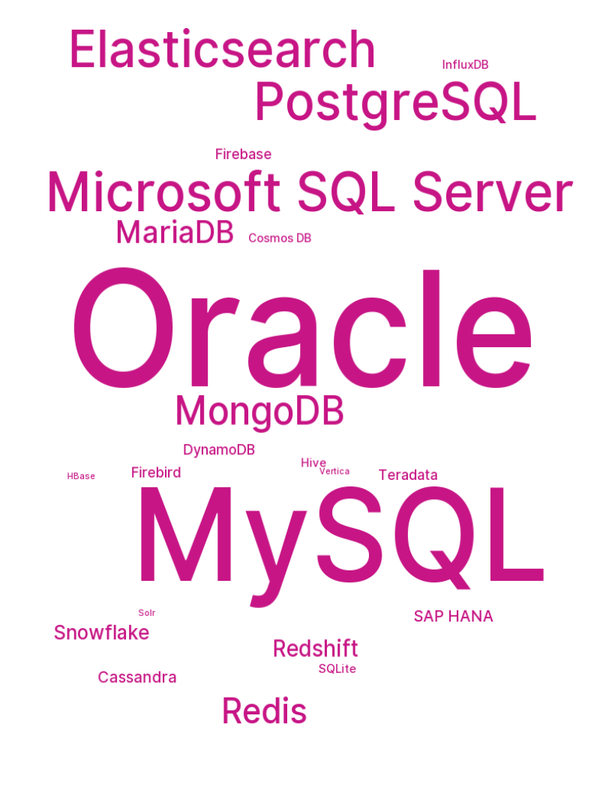 Elasticsearch
InfluxDB
PostgreSQL
Firebase
Microsoft SQL Server
MariaDB
Cosmos DB
Oracle
MongoDB
DynamoDB
Hive
Vertica
HBase
Firebird
Teradata
MySQL
Solr
SAP HANA
Snowflake
Redshift
SQLite
Cassandra
Redis